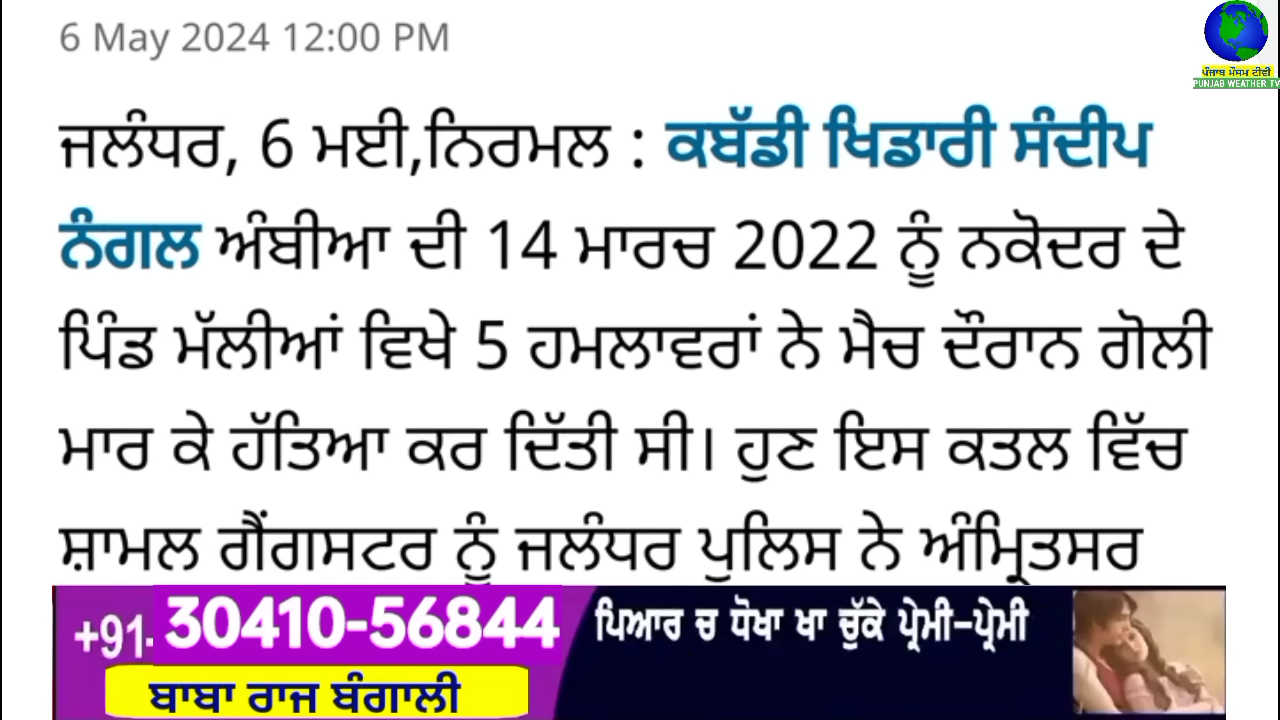 6 May 2024 12:00 PM
ਪੰਜਾਬ ਮੌਸਮ ਟੀਵੀ
PUNJAB WEATHER TV
ਜਲੰਧਰ, 6 ਮਈ,ਨਿਰਮਲ : ਕਬੱਡੀ ਖਿਡਾਰੀ ਸੰਦੀਪ
ਨੰਗਲ ਅੰਬੀਆ ਦੀ 14 ਮਾਰਚ 2022 ਨੂੰ ਨਕੋਦਰ ਦੇ
ਪਿੰਡ ਮੱਲੀਆਂ ਵਿਖੇ 5 ਹਮਲਾਵਰਾਂ ਨੇ ਮੈਚ ਦੌਰਾਨ ਗੋਲੀ
ਮਾਰ ਕੇ ਹੱਤਿਆ ਕਰ ਦਿੱਤੀ ਸੀ। ਹੁਣ ਇਸ ਕਤਲ ਵਿੱਚ
ਸ਼ਾਮਲ ਗੈਂਗਸਟਰ ਨੂੰ ਜਲੰਧਰ ਪੁਲਿਸ ਨੇ ਅੰਮ੍ਰਿਤਸਰ
+91- 30410-56844
ਪਿਆਰ ਚ ਧੋਖਾ ਖਾ ਚੁੱਕੇ ਪ੍ਰੇਮੀ-ਪ੍ਰੇਮੀ
ਬਾਬਾ ਰਾਜ ਬੰਗਾਲੀ